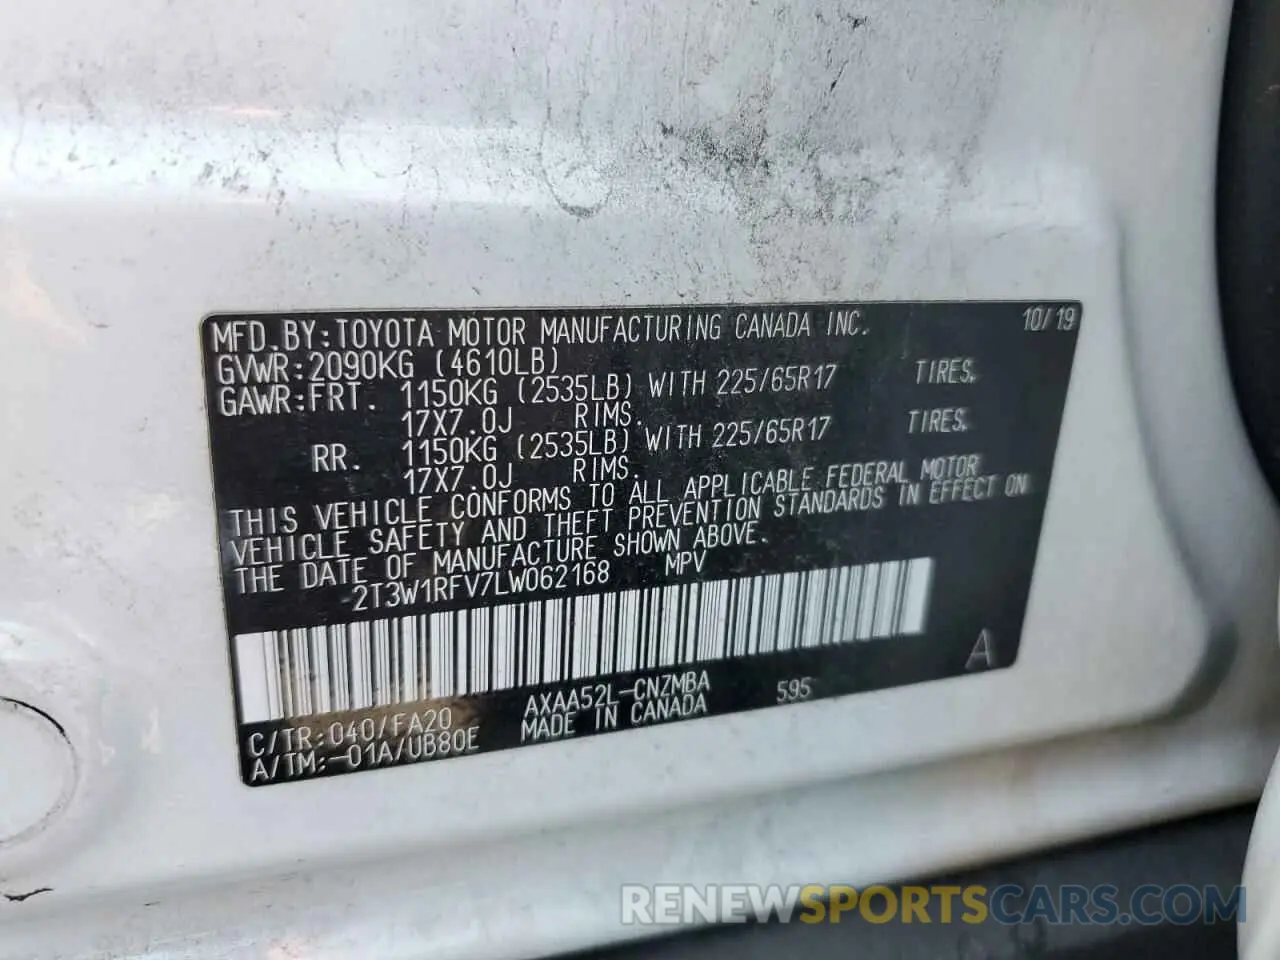 MFD.BY:TOYOTA MOTOR MANUFACTURING CANADA INC. 10/19
GVWR:2090KG (4610LB)
GAWR:FRT. 1150KG (2535LB) WITH 225/65R17 TIRES.
17X7.0J RIMS.
RR. 1150KG (2535LB) WITH 225/65R17 TIRES.
17X7.0J RIMS.
THIS VEHICLE CONFORMS TO ALL APPLICABLE FEDERAL MOTOR
VEHICLE SAFETY AND THEFT PREVENTION STANDARDS IN EFFECT ON
THE DATE OF MANUFACTURE SHOWN ABOVE.
2T3W1RFV7LW062168 MPV
A
AXAA52L-CNZMBA 595
C/TR:040/FA20 MADE IN CANADA
A/TM:-01A/UB80E
RENEWSPORTSCARS.COM